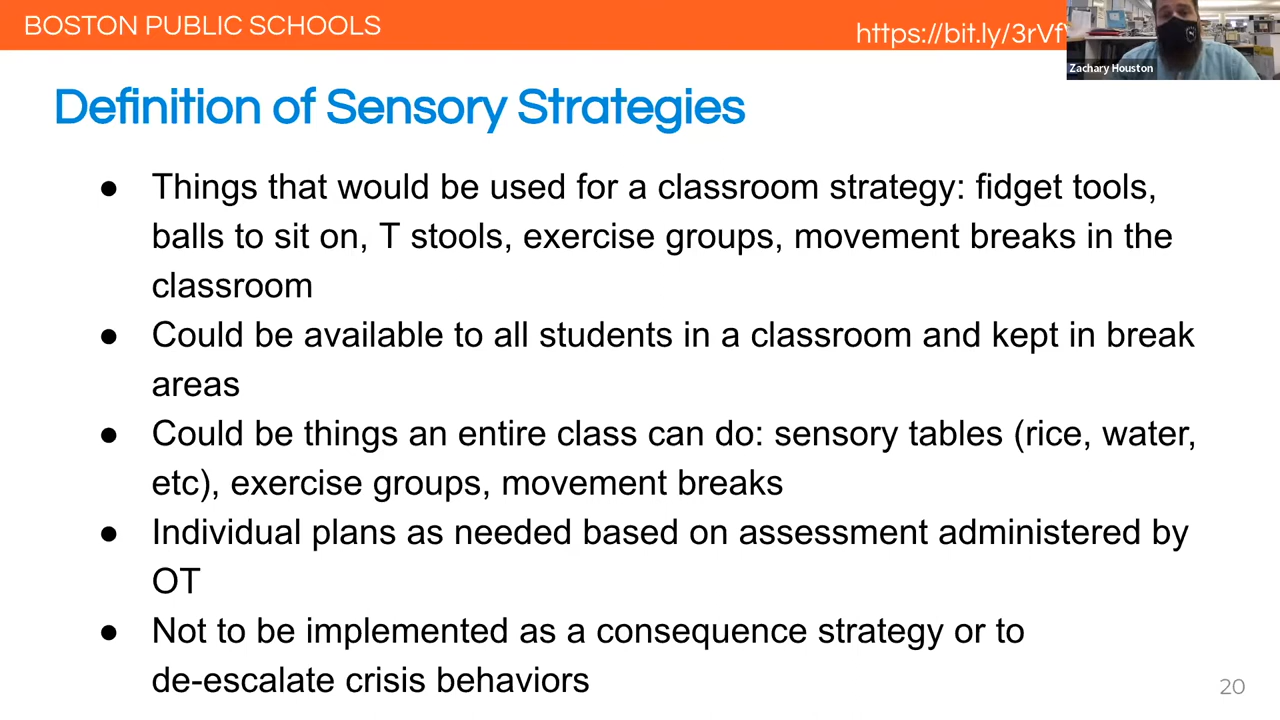 BOSTON PUBLIC SCHOOLS
https://bit.ly/3rVf
Zachary Houston
Definition of Sensory Strategies
● Things that would be used for a classroom strategy: fidget tools,
balls to sit on, T stools, exercise groups, movement breaks in the
classroom
● Could be available to all students in a classroom and kept in break
areas
● Could be things an entire class can do: sensory tables (rice, water,
etc), exercise groups, movement breaks
● Individual plans as needed based on assessment administered by
OT
● Not to be implemented as a consequence strategy or to
de-escalate crisis behaviors
20